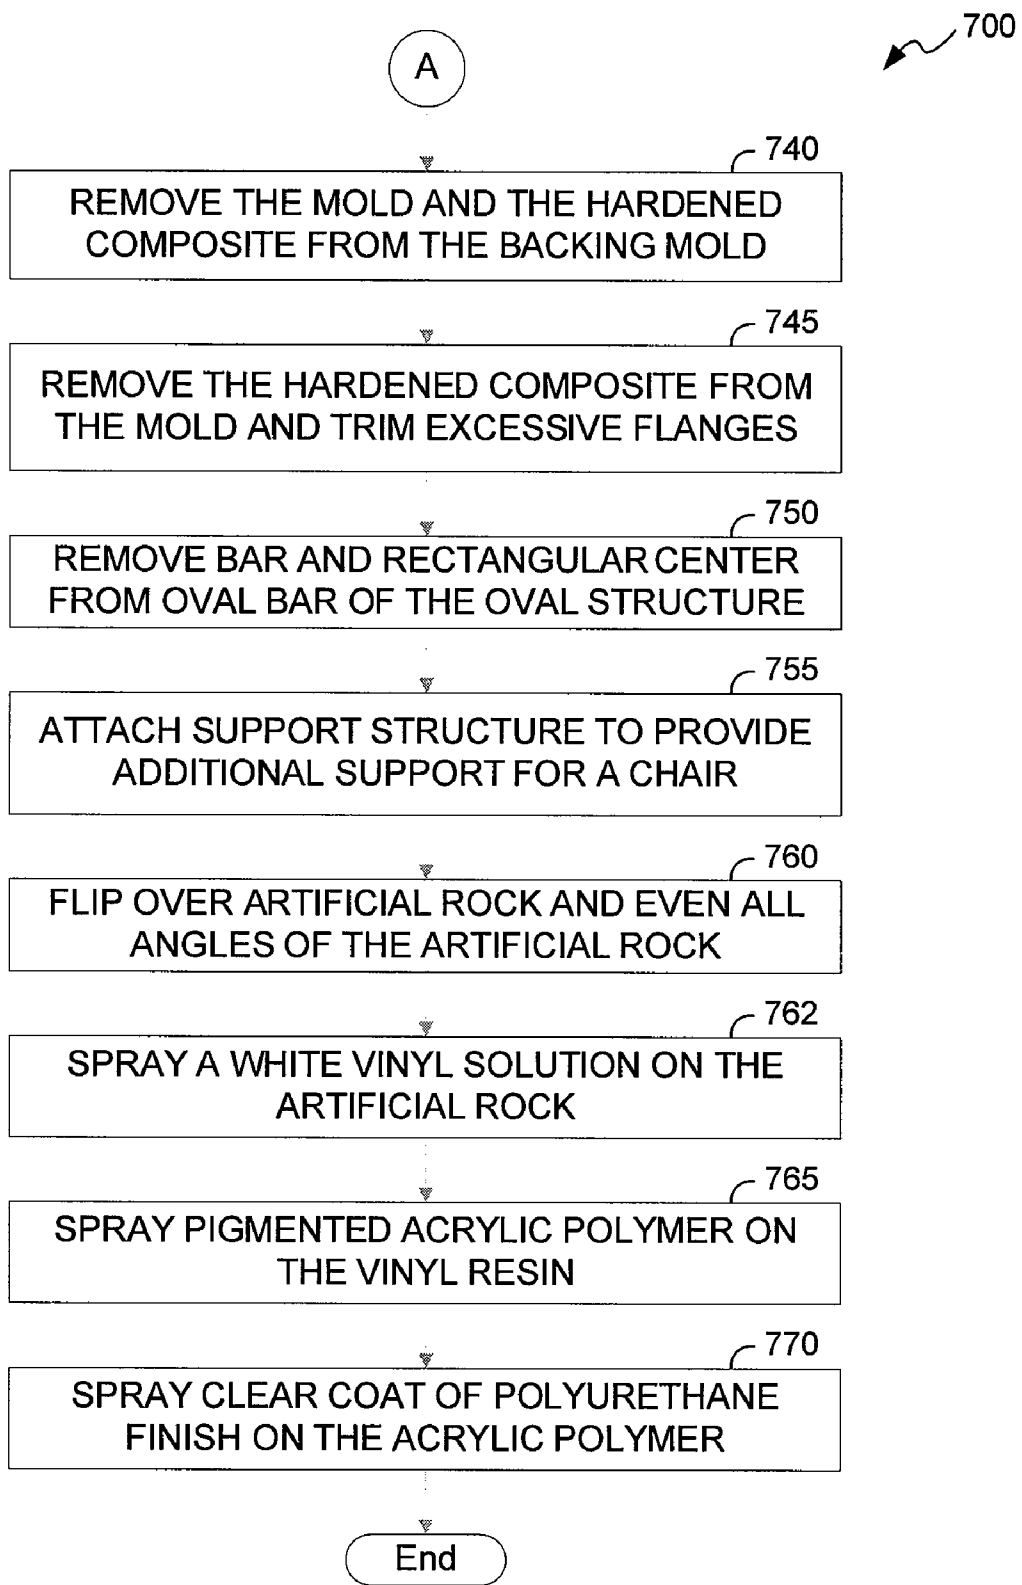 700
A
740
REMOVE THE MOLD AND THE HARDENED
COMPOSITE FROM THE BACKING MOLD
745
REMOVE THE HARDENED COMPOSITE FROM
THE MOLD AND TRIM EXCESSIVE FLANGES
750
REMOVE BAR AND RECTANGULAR CENTER
FROM OVAL BAR OF THE OVAL STRUCTURE
755
ATTACH SUPPORT STRUCTURE TO PROVIDE
ADDITIONAL SUPPORT FOR A CHAIR
760
FLIP OVER ARTIFICIAL ROCK AND EVEN ALL
ANGLES OF THE ARTIFICIAL ROCK
762
SPRAY A WHITE VINYL SOLUTION ON THE
ARTIFICIAL ROCK
765
SPRAY PIGMENTED ACRYLIC POLYMER ON
THE VINYL RESIN
770
SPRAY CLEAR COAT OF POLYURETHANE
FINISH ON THE ACRYLIC POLYMER
End